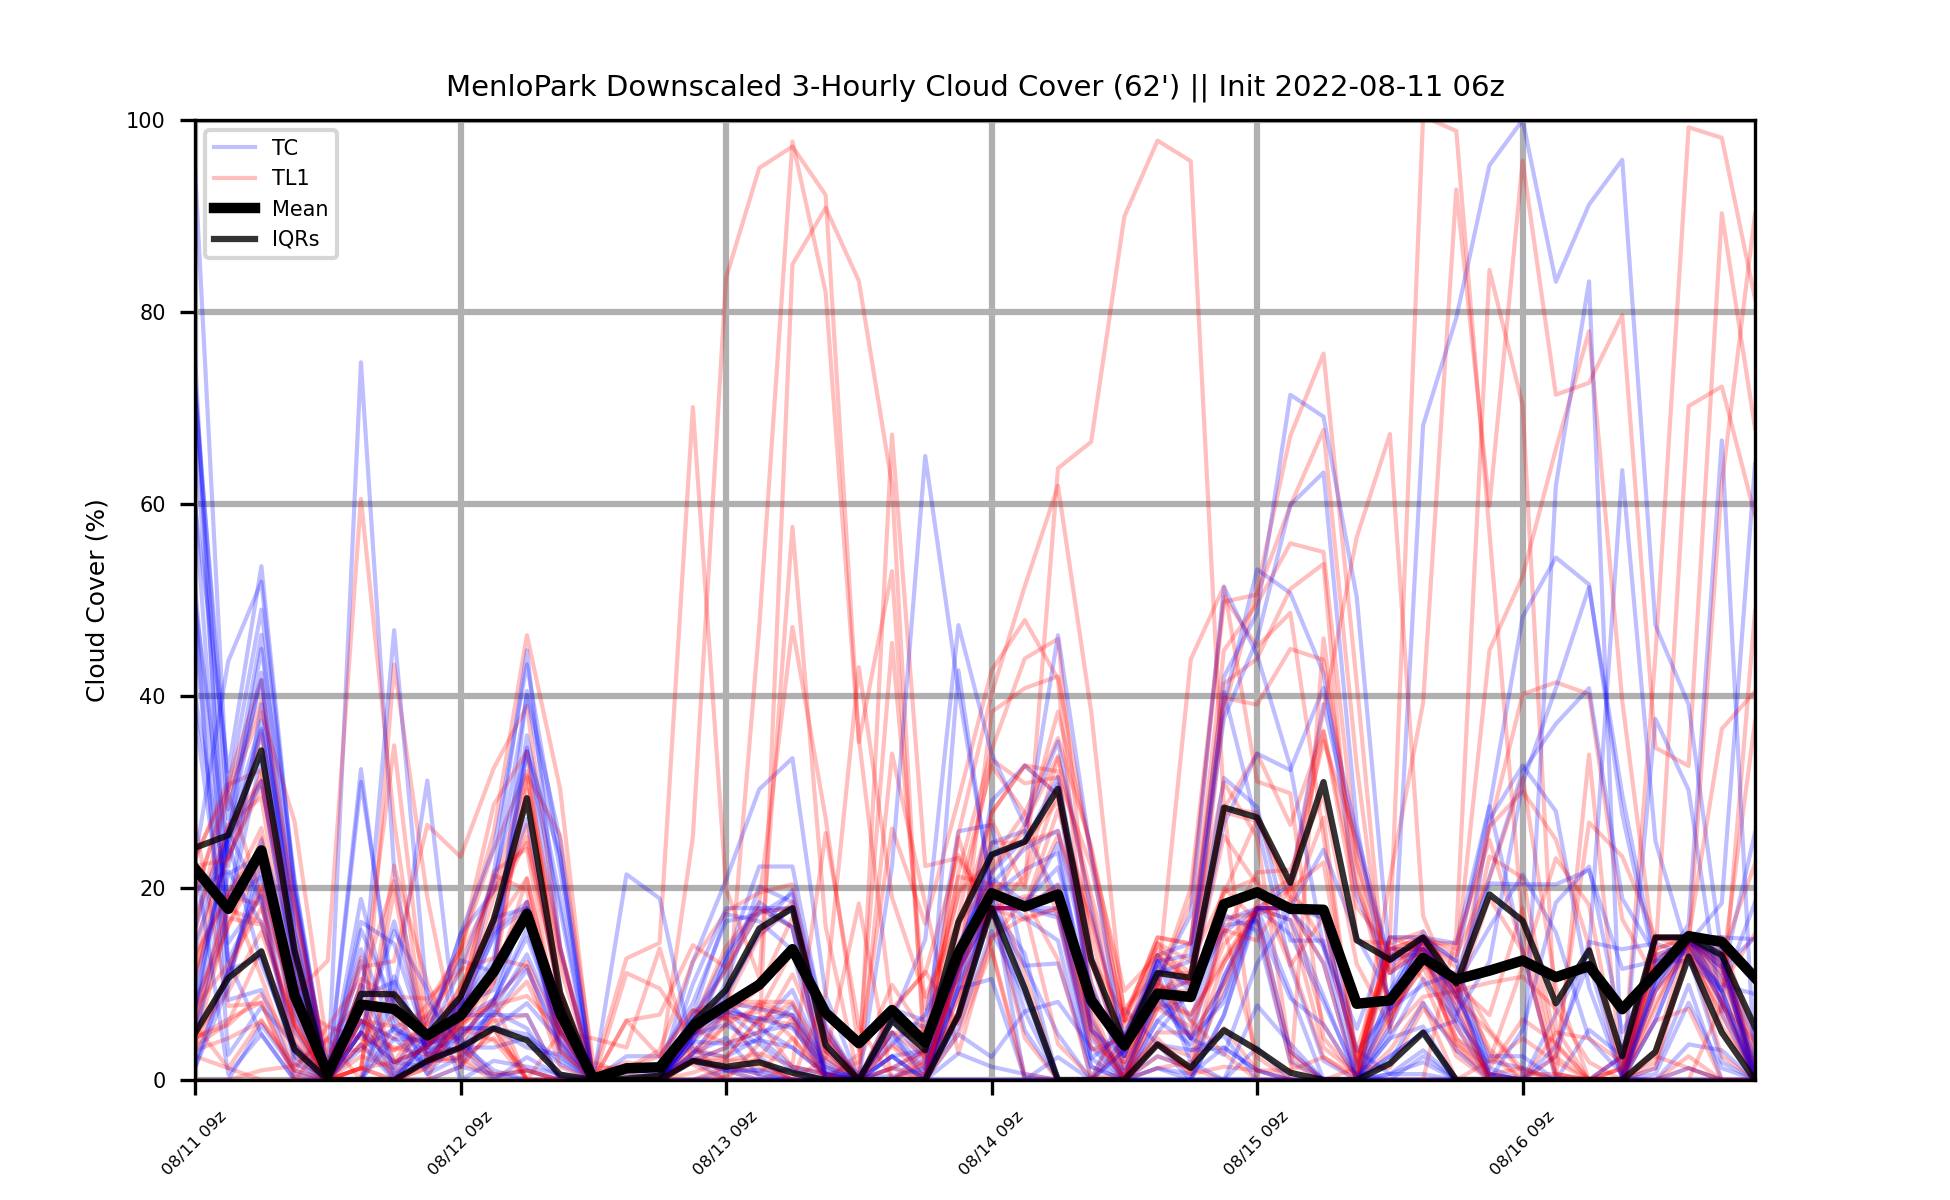 MenloPark Downscaled 3-Hourly Cloud Cover (62') || Init 2022-08-11 06z
100
80
60
40
20
0
Cloud Cover (%)
TC
TL1
Mean
IQRs
08/11 09z
08/12 09z
08/13 09z
08/14 09z
08/15 09z
08/16 09z